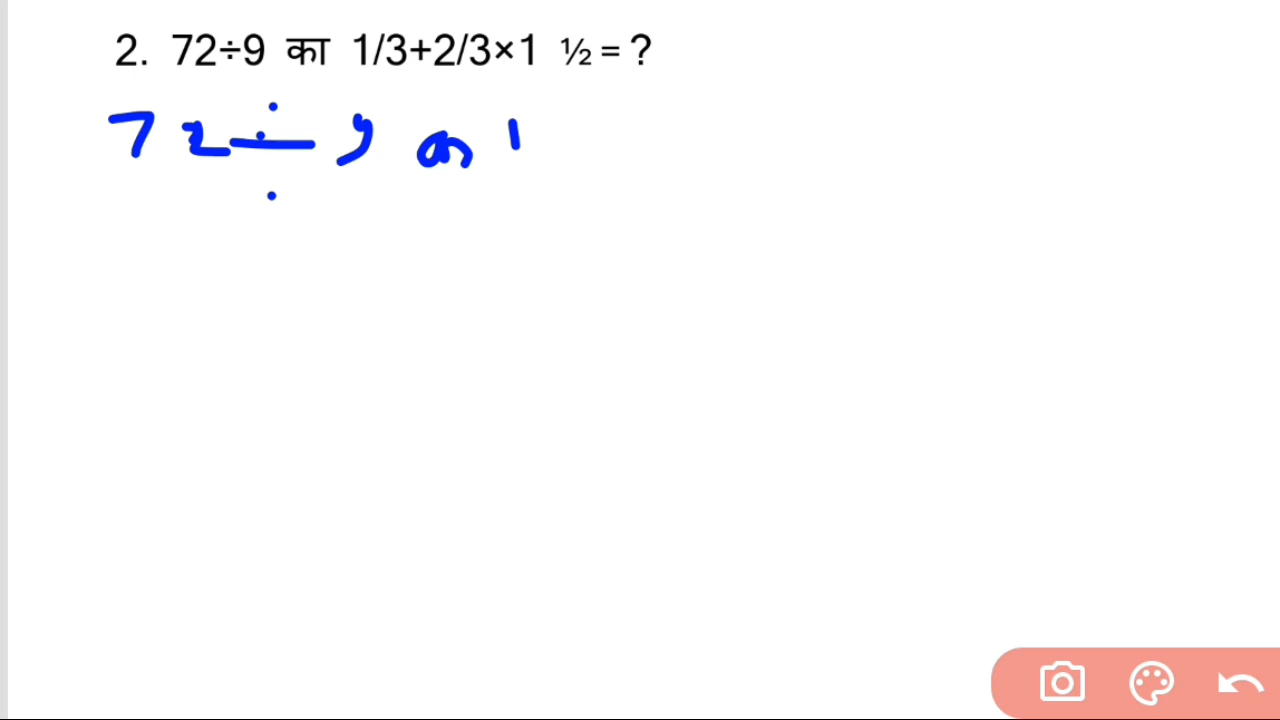 2. 72÷9 का 1/3+2/3×1 ½ = ?
72 ÷ 9 का 1